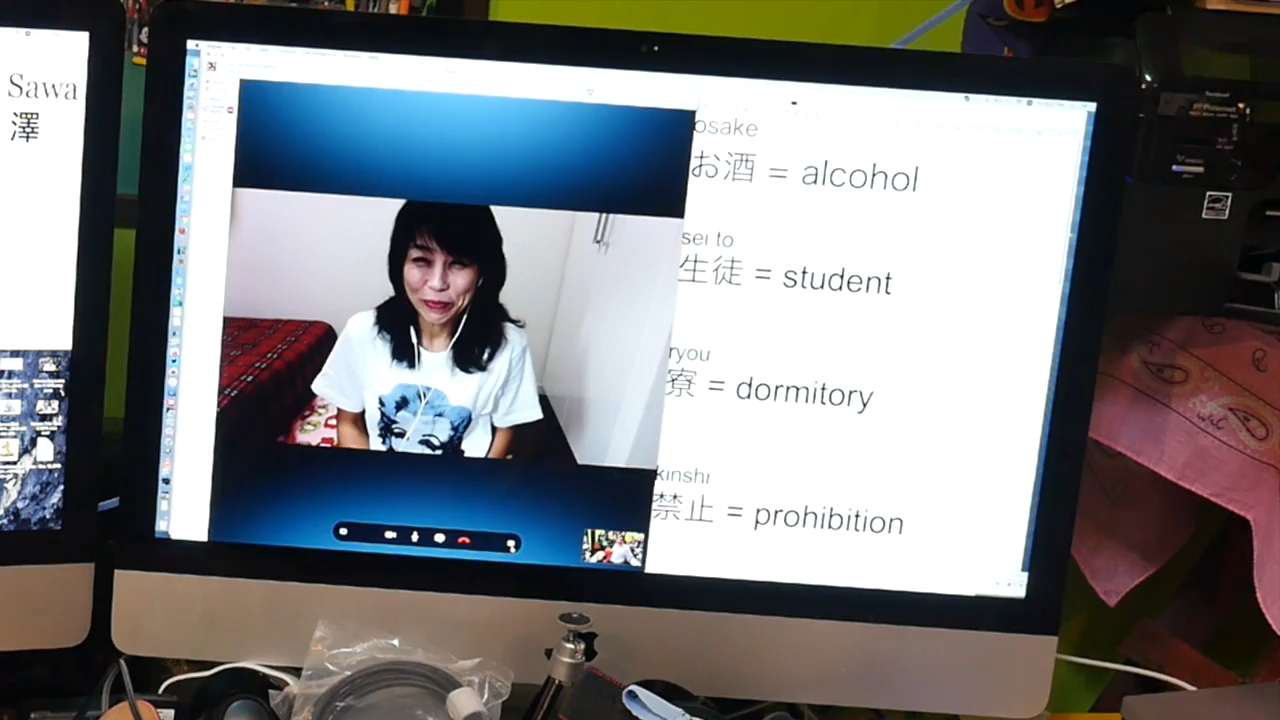 Sawa
澤
osake
お酒 = alcohol
sei to
生徒 = student
ryou
寮 = dormitory
kinshi
禁止 = prohibition